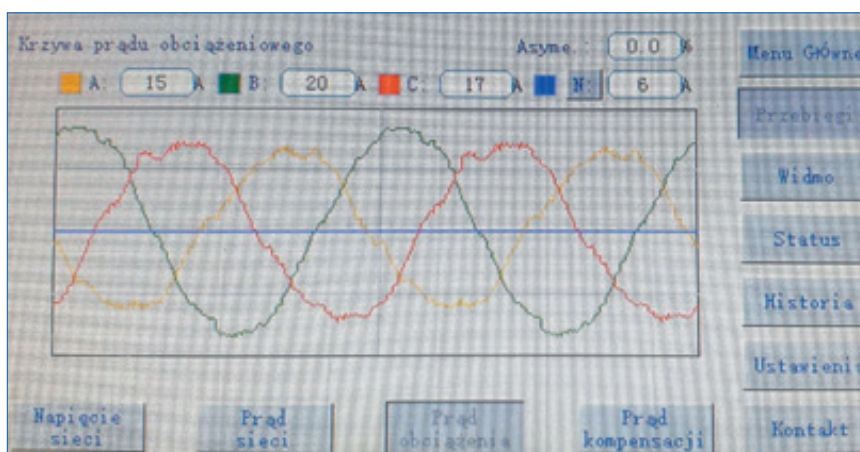 Krzywa prądu obciążeniowego
Asyme.: 0.0 %
A: 15 A B: 20 A C: 17 A N: 6 A
Menu Główne
Przebiegi
Widmo
Status
Historia
Ustawienia
Kontakt
Napięcie
sieci
Prąd
sieci
Prąd
obciążenia
Prąd
kompensacji